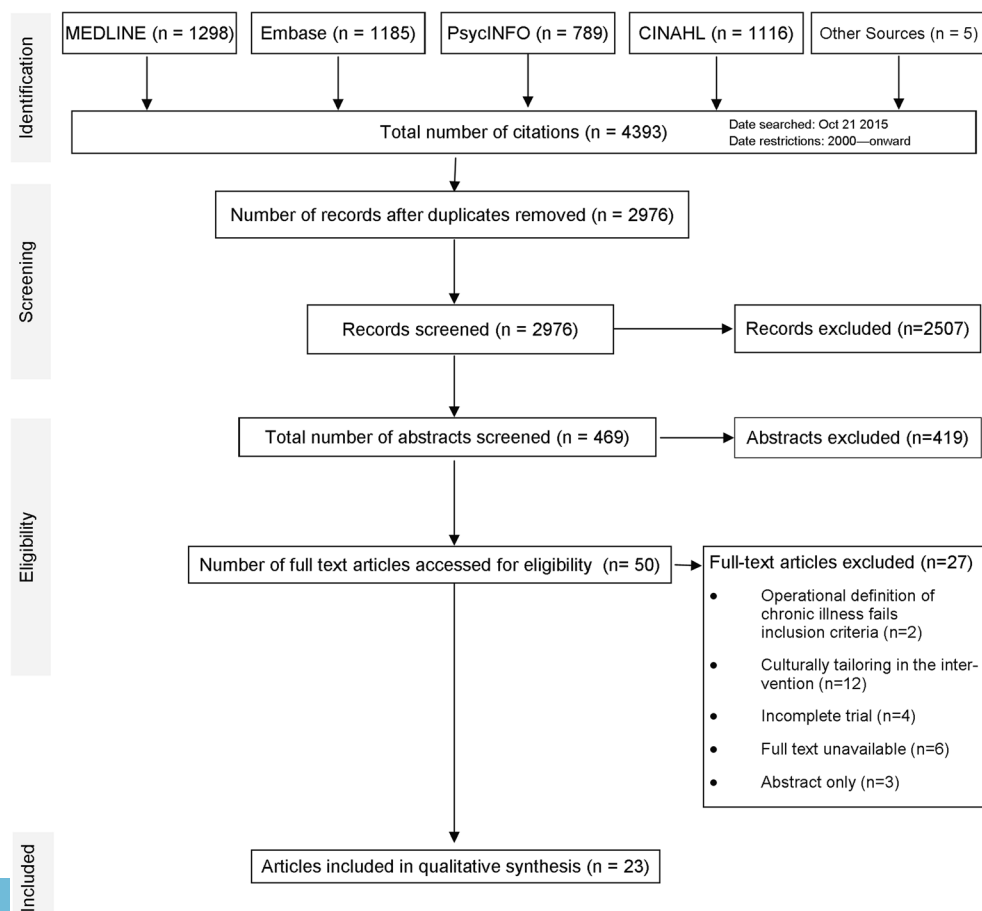 Identification
MEDLINE (n = 1298)
Embase (n = 1185)
PsycINFO (n = 789)
CINAHL (n = 1116)
Other Sources (n = 5)
Total number of citations (n = 4393)
Date searched: Oct 21 2015
Date restrictions: 2000—onward
Screening
Number of records after duplicates removed (n = 2976)
Records screened (n = 2976)
Records excluded (n=2507)
Eligibility
Total number of abstracts screened (n = 469)
Abstracts excluded (n=419)
Number of full text articles accessed for eligibility (n= 50)
Full-text articles excluded (n=27)
• Operational definition of
chronic illness fails
inclusion criteria (n=2)
• Culturally tailoring in the inter-
vention (n=12)
• Incomplete trial (n=4)
• Full text unavailable (n=6)
• Abstract only (n=3)
Included
Articles included in qualitative synthesis (n = 23)